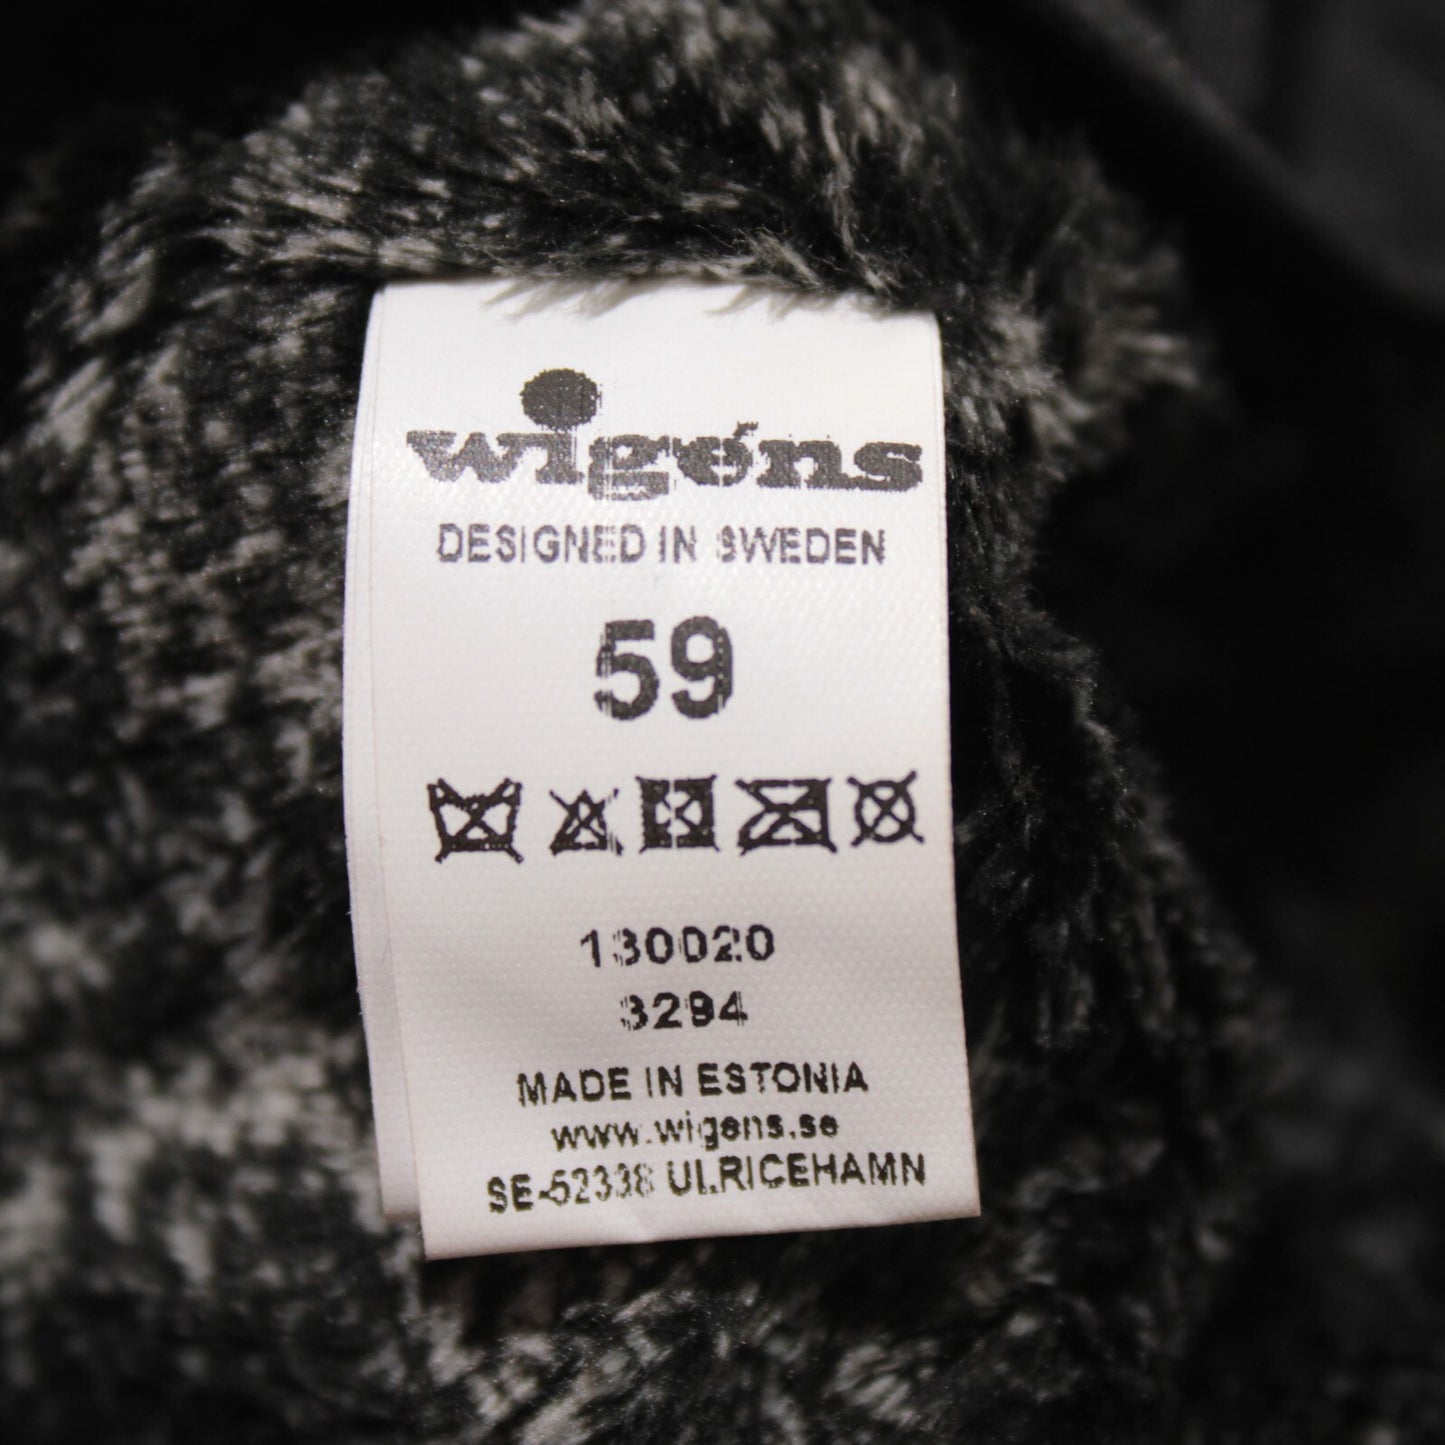 wigéns
DESIGNED IN SWEDEN
59
130020
3294
MADE IN ESTONIA
www.wigens.se
SE-52338 ULRICEHAMN